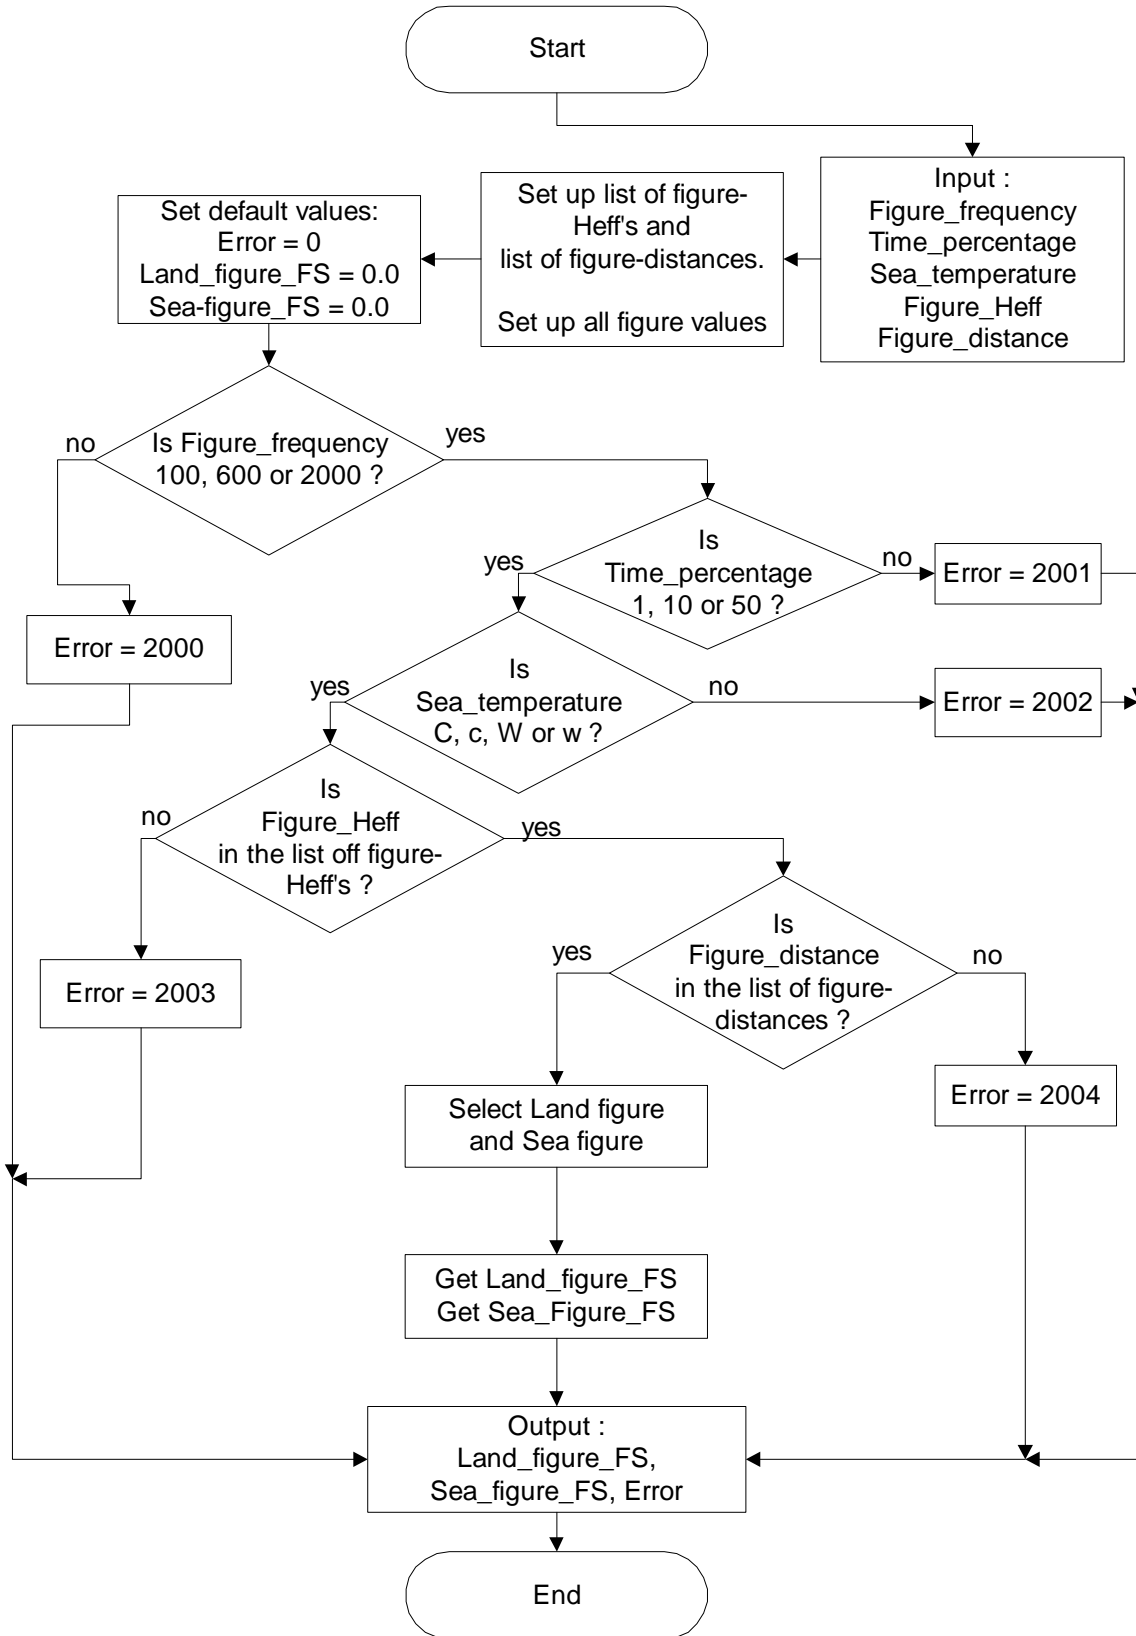 Start
Input :
Figure_frequency
Time_percentage
Sea_temperature
Figure_Heff
Figure_distance
Set up list of figure-
Heff's and
list of figure-distances.
Set up all figure values
Set default values:
Error = 0
Land_figure_FS = 0.0
Sea-figure_FS = 0.0
no
Is Figure_frequency
100, 600 or 2000 ?
yes
yes
Is
Time_percentage
1, 10 or 50 ?
no
Error = 2001
Error = 2000
yes
Is
Sea_temperature
C, c, W or w ?
no
Error = 2002
no
Is
Figure_Heff
in the list off figure-
Heff's ?
yes
Error = 2003
yes
Is
Figure_distance
in the list of figure-
distances ?
no
Error = 2004
Select Land figure
and Sea figure
Get Land_figure_FS
Get Sea_Figure_FS
Output :
Land_figure_FS,
Sea_figure_FS, Error
End